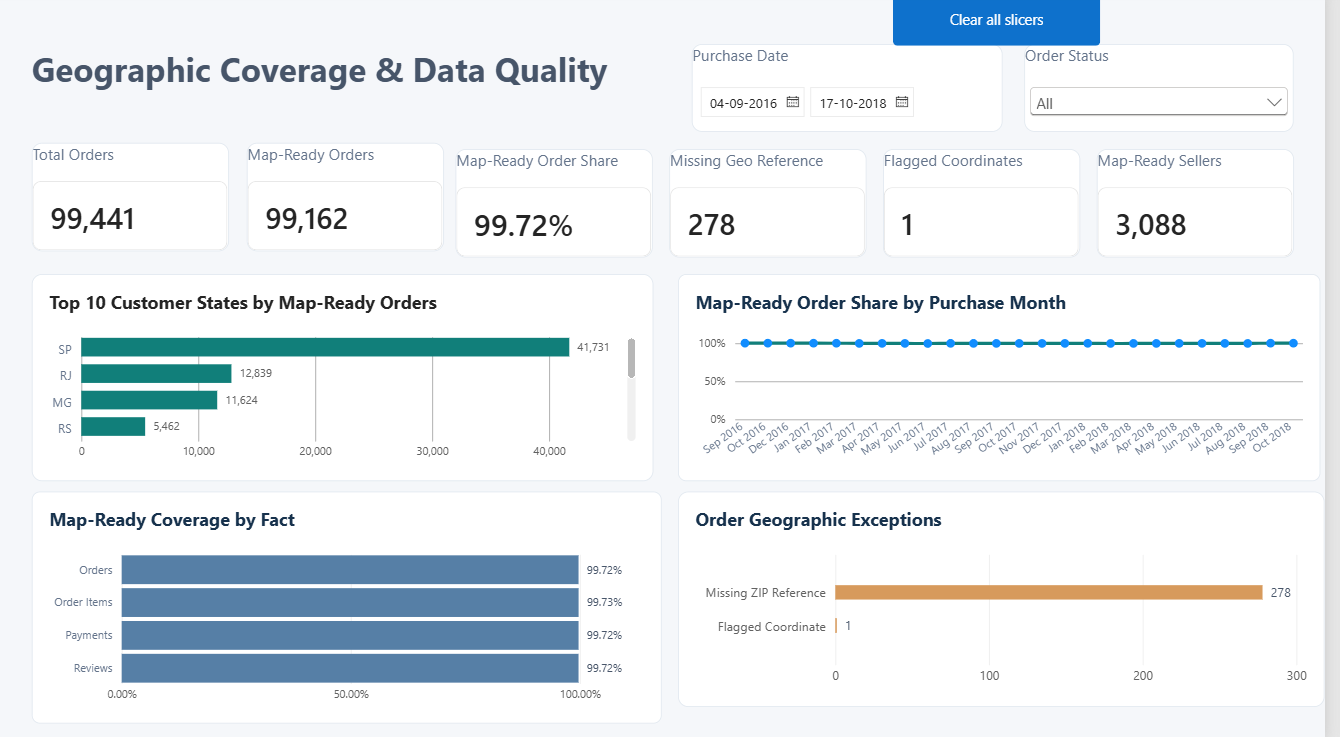 Clear all slicers
Geographic Coverage & Data Quality
Purchase Date
04-09-2016
17-10-2018
Order Status
All
Total Orders
99,441
Map-Ready Orders
99,162
Map-Ready Order Share
99.72%
Missing Geo Reference
278
Flagged Coordinates
1
Map-Ready Sellers
3,088
Top 10 Customer States by Map-Ready Orders
SP 41,731
RJ 12,839
MG 11,624
RS 5,462
0 10,000 20,000 30,000 40,000
Map-Ready Order Share by Purchase Month
100%
50%
0%
Sep 2016 Oct 2016 Dec 2016 Jan 2017 Feb 2017 Mar 2017 Apr 2017 May 2017 Jun 2017 Jul 2017 Aug 2017 Sep 2017 Oct 2017 Nov 2017 Dec 2017 Jan 2018 Feb 2018 Mar 2018 Apr 2018 May 2018 Jun 2018 Jul 2018 Aug 2018 Sep 2018 Oct 2018
Map-Ready Coverage by Fact
Orders 99.72%
Order Items 99.73%
Payments 99.72%
Reviews 99.72%
0.00% 50.00% 100.00%
Order Geographic Exceptions
Missing ZIP Reference 278
Flagged Coordinate 1
0 100 200 300